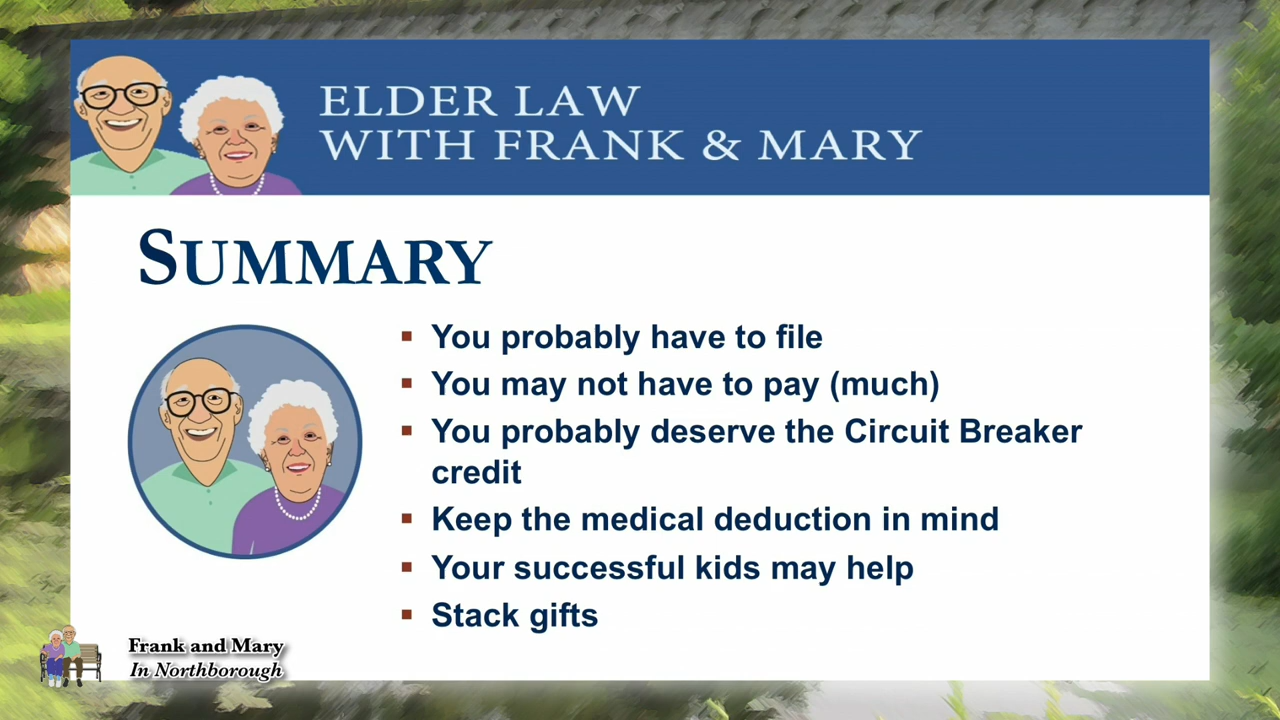 ELDER LAW
WITH FRANK & MARY
SUMMARY
▪ You probably have to file
▪ You may not have to pay (much)
▪ You probably deserve the Circuit Breaker
credit
▪ Keep the medical deduction in mind
▪ Your successful kids may help
▪ Stack gifts
Frank and Mary
In Northborough